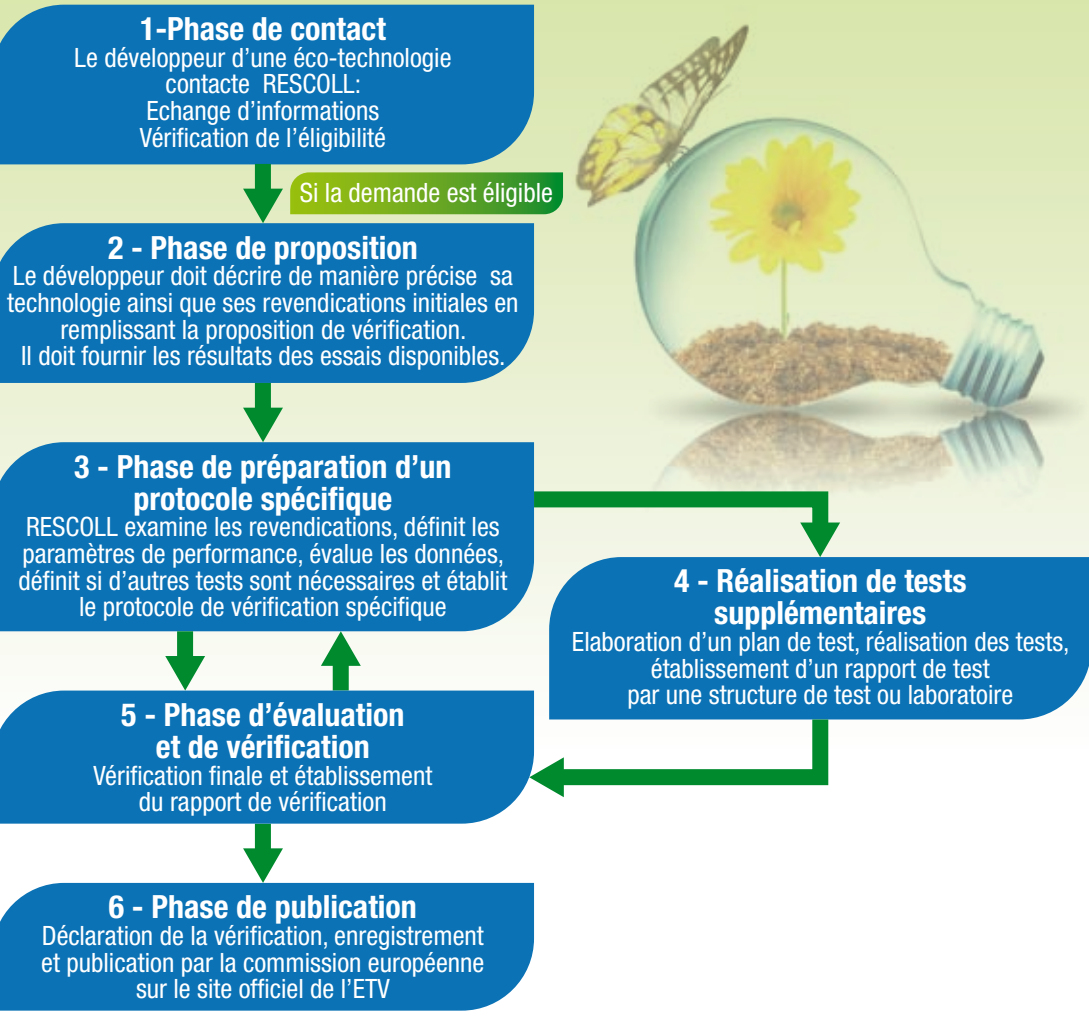 1-Phase de contact
Le développeur d'une éco-technologie
contacte RESCOLL:
Echange d'informations
Vérification de l'éligibilité
Si la demande est éligible
2 - Phase de proposition
Le développeur doit décrire de manière précise sa
technologie ainsi que ses revendications initiales en
remplissant la proposition de vérification.
Il doit fournir les résultats des essais disponibles.
3 - Phase de préparation d'un
protocole spécifique
RESCOLL examine les revendications, définit les
paramètres de performance, évalue les données,
définit si d'autres tests sont nécessaires et établit
le protocole de vérification spécifique
4 - Réalisation de tests
supplémentaires
Elaboration d'un plan de test, réalisation des tests,
établissement d'un rapport de test
par une structure de test ou laboratoire
5 - Phase d'évaluation
et de vérification
Vérification finale et établissement
du rapport de vérification
6 - Phase de publication
Déclaration de la vérification, enregistrement
et publication par la commission européenne
sur le site officiel de l'ETV